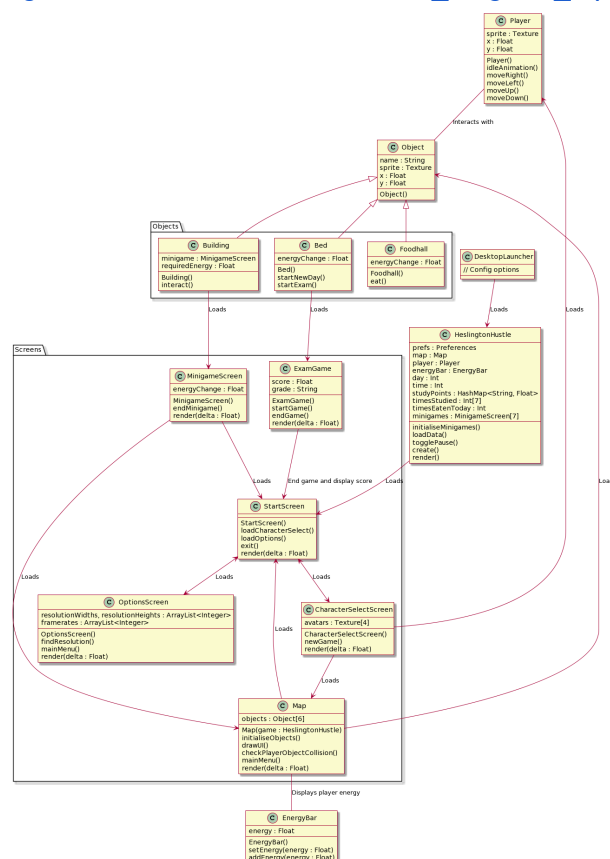 C Player
sprite : Texture
x : Float
y : Float
Player()
idleAnimation()
moveRight()
moveLeft()
moveUp()
moveDown()
Interacts with
C Object
name : String
sprite : Texture
x : Float
y : Float
Object()
Objects
C Building
minigame : MinigameScreen
requiredEnergy : Float
Building()
interact()
C Bed
energyChange : Float
Bed()
startNewDay()
startExam()
C Foodhall
energyChange : Float
Foodhall()
eat()
C DesktopLauncher
// Config options
Loads
Loads
Loads
Loads
C HeslingtonHustle
prefs : Preferences
map : Map
player : Player
energyBar : EnergyBar
day : Int
time : Int
studyPoints : HashMap<String, Float>
timesStudied : Int[7]
timesEatenToday : Int
minigames : MinigameScreen[7]
initialiseMinigames()
loadData()
togglePause()
create()
render()
Screens
C MinigameScreen
energyChange : Float
MinigameScreen()
endMinigame()
render(delta : Float)
C ExamGame
score : Float
grade : String
ExamGame()
startGame()
endGame()
render(delta : Float)
Loads
End game and display score
Loads
Loa
C StartScreen
StartScreen()
loadCharacterSelect()
loadOptions()
exit()
render(delta : Float)
Loads
Loads
Loads
C OptionsScreen
resolutionWidths, resolutionHeights : ArrayList<Integer>
framerates : ArrayList<Integer>
OptionsScreen()
findResolution()
mainMenu()
render(delta : Float)
Loads
C CharacterSelectScreen
avatars : Texture[4]
CharacterSelectScreen()
newGame()
render(delta : Float)
Loads
C Map
objects : Object[6]
Map(game : HeslingtonHustle)
initialiseObjects()
drawUI()
checkPlayerObjectCollision()
mainMenu()
render(delta : Float)
Displays player energy
C EnergyBar
energy : Float
EnergyBar()
setEnergy(energy : Float)
addEnergy(energy : Float)